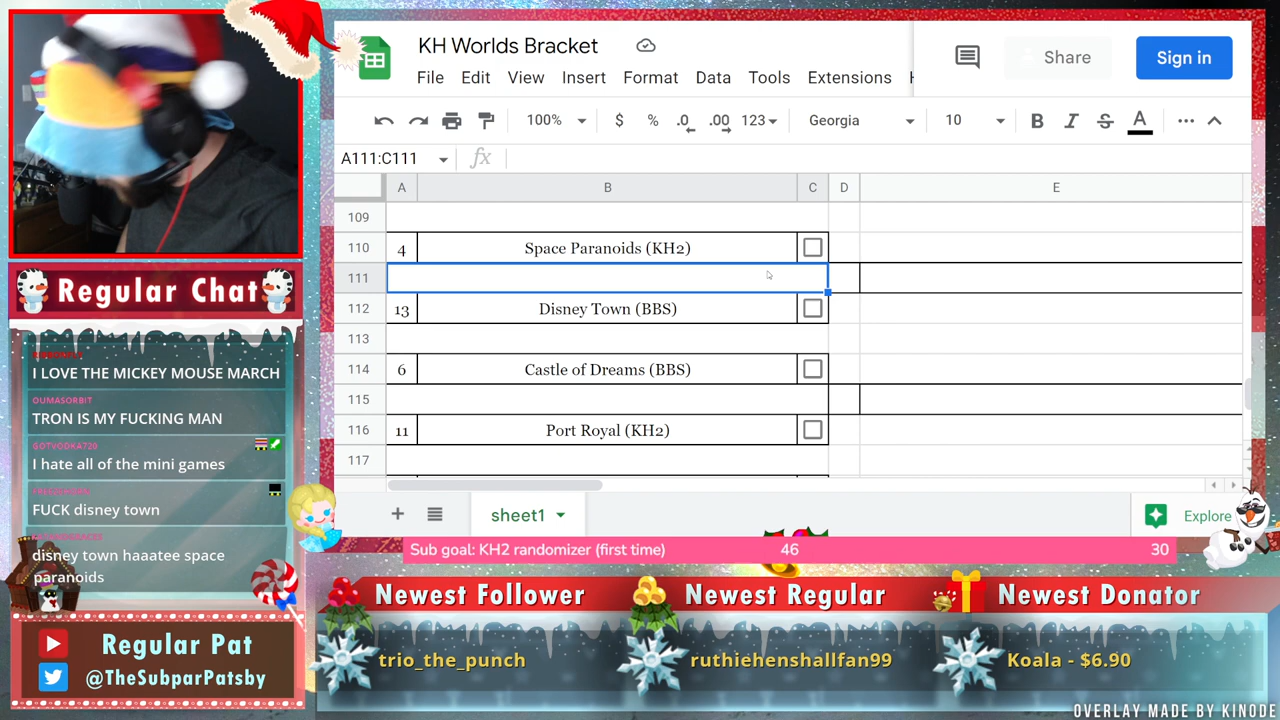 KH Worlds Bracket
File Edit View Insert Format Data Tools Extensions
Share
Sign in
100% $ % .0 .00 123 Georgia 10 B I S A
A111:C111 fx
A B C D E
109
110 4 Space Paranoids (KH2)
111
112 13 Disney Town (BBS)
113
114 6 Castle of Dreams (BBS)
115
116 11 Port Royal (KH2)
117
sheet1
Explore
Regular Chat
I LOVE THE MICKEY MOUSE MARCH
OUMASORBIT
TRON IS MY FUCKING MAN
GOTVODKA720
I hate all of the mini games
FUCK disney town
disney town haaatee space
paranoids
Regular Pat
@TheSubparPatsby
Sub goal: KH2 randomizer (first time) 46 30
Newest Follower Newest Regular Newest Donator
trio_the_punch ruthiehenshallfan99 Koala - $6.90
OVERLAY MADE BY KINODE